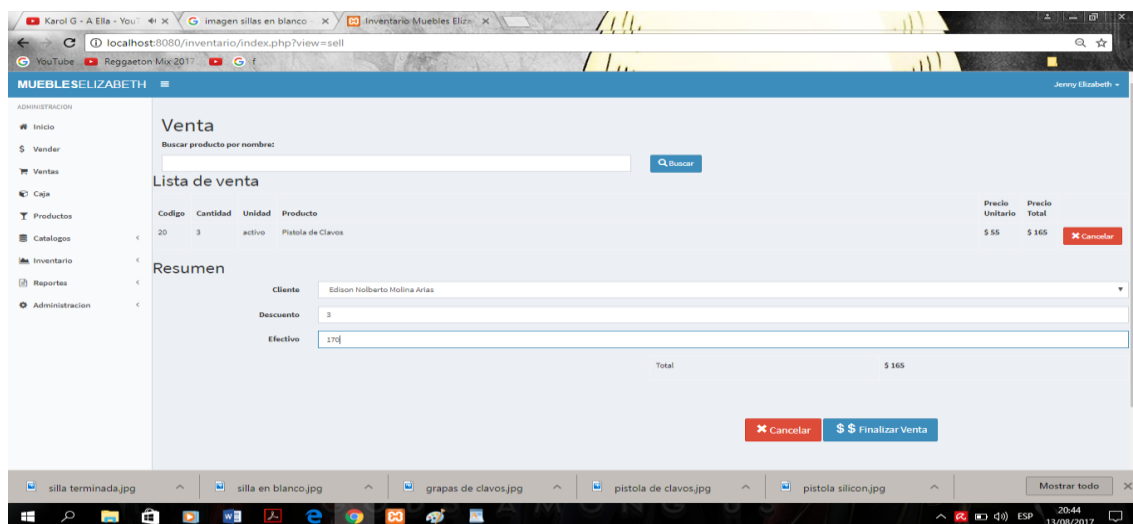 Karol G - A Ella - You
imagen sillas en blanco -
Inventario Muebles Eliza
localhost:8080/inventario/index.php?view=sell
YouTube Reggaeton Mix 2017 f
MUEBLESELIZABETH
Jenny Elizabeth
ADMINISTRACION
Inicio
Vender
Ventas
Caja
Productos
Catalogos
Inventario
Reportes
Administracion
Venta
Buscar producto por nombre:
Buscar
Lista de venta
Codigo Cantidad Unidad Producto Precio Unitario Precio Total
20 3 activo Pistola de Clavos $ 55 $ 165 Cancelar
Resumen
Cliente Edison Nolberto Molina Arias
Descuento 3
Efectivo 170
Total $ 165
Cancelar $ $ Finalizar Venta
silla terminada.jpg silla en blanco.jpg grapas de clavos.jpg pistola de clavos.jpg pistola silicon.jpg Mostrar todo
ESP 20:44
13/08/2017